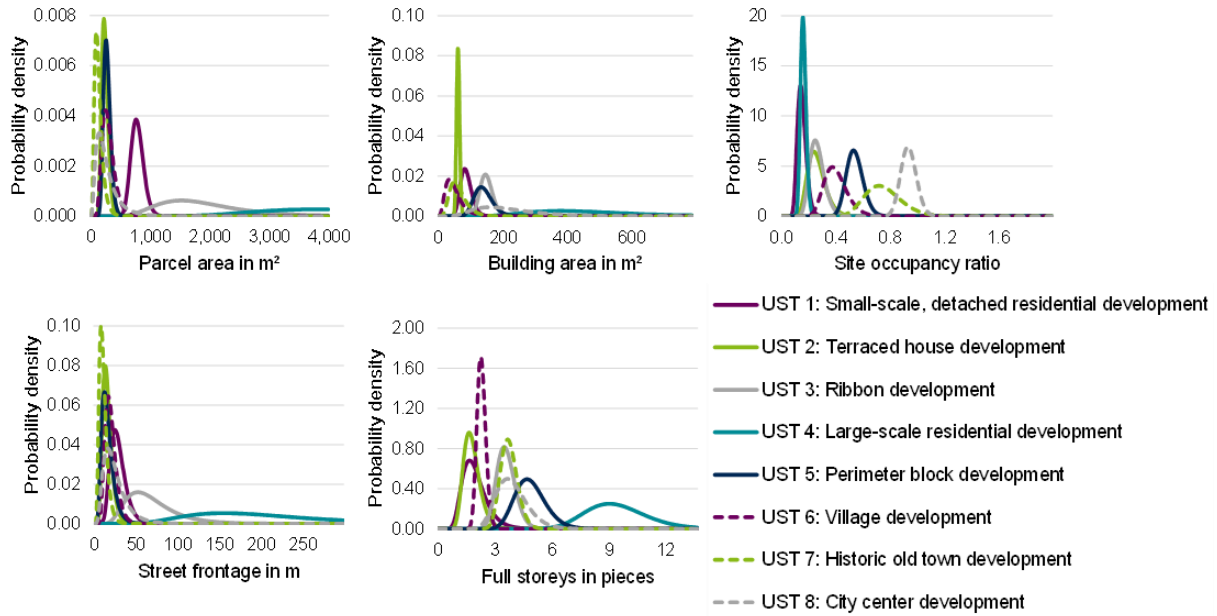 Probability density
0.008
0.006
0.004
0.002
0.000
0
1,000
2,000
3,000
4,000
Parcel area in m²
Probability density
0.10
0.08
0.06
0.04
0.02
0.00
0
200
400
600
Building area in m²
Probability density
20
15
10
5
0
0.0
0.4
0.8
1.2
1.6
Site occupancy ratio
Probability density
0.10
0.08
0.06
0.04
0.02
0.00
0
50
100
150
200
250
Street frontage in m
Probability density
2.00
1.60
1.20
0.80
0.40
0.00
0
3
6
9
12
Full storeys in pieces
UST 1: Small-scale, detached residential development
UST 2: Terraced house development
UST 3: Ribbon development
UST 4: Large-scale residential development
UST 5: Perimeter block development
UST 6: Village development
UST 7: Historic old town development
UST 8: City center development